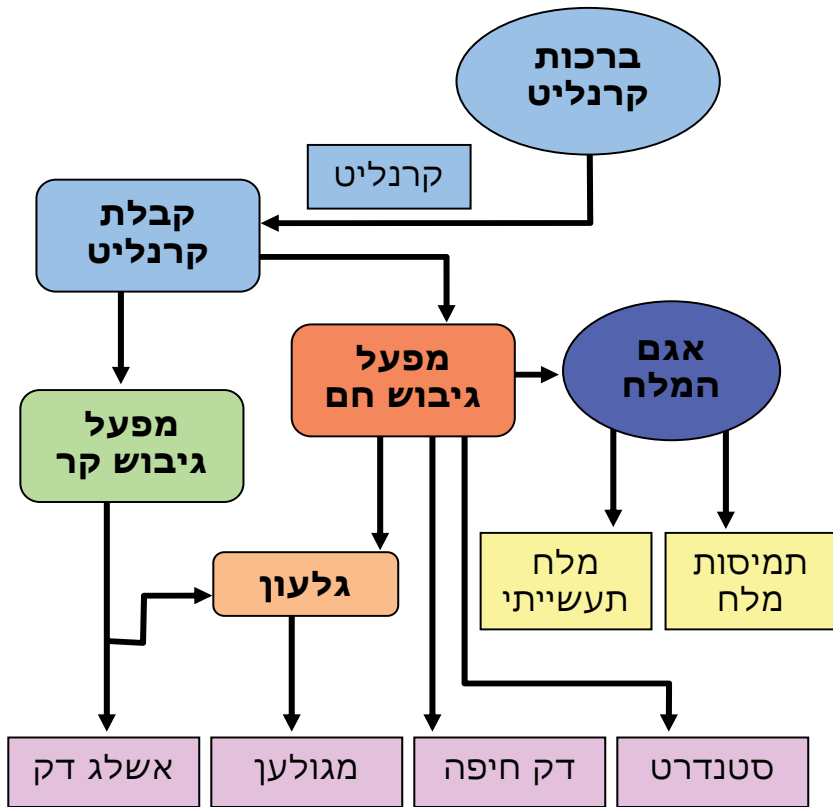 ברכות
קרנליט
קרנליט
קבלת
קרנליט
מפעל
גיבוש חם
אגם
המלח
מפעל
גיבוש קר
גלעון
מלח
תעשייתי
תמיסות
מלח
אשלג דק
מגולען
דק חיפה
סטנדרט